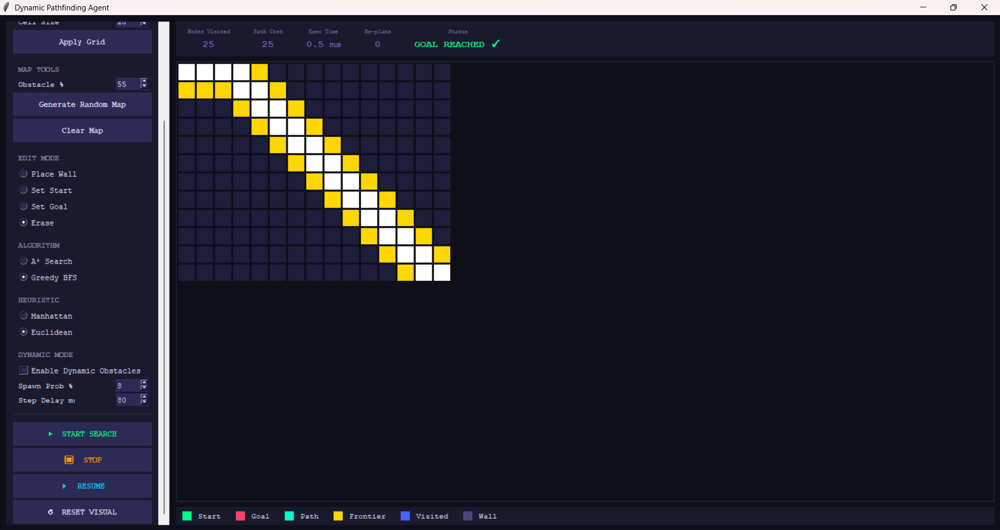 Dynamic Pathfinding Agent
Cell Size 20
Apply Grid
MAP TOOLS
Obstacle % 55
Generate Random Map
Clear Map
EDIT MODE
Place Wall
Set Start
Set Goal
Erase
ALGORITHM
A* Search
Greedy BFS
HEURISTIC
Manhattan
Euclidean
DYNAMIC MODE
Enable Dynamic Obstacles
Spawn Prob % 8
Step Delay ms 80
START SEARCH
STOP
RESUME
RESET VISUAL
Nodes Visited Path Cost Exec Time Re-plans Status
25 25 0.5 ms 0 GOAL REACHED ✓
Start Goal Path Frontier Visited Wall